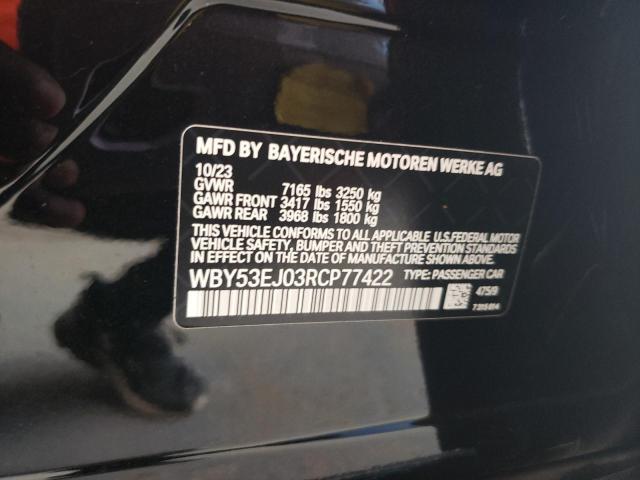 MFD BY BAYERISCHE MOTOREN WERKE AG
10/23
GVWR 7165 lbs 3250 kg
GAWR FRONT 3417 lbs 1550 kg
GAWR REAR 3968 lbs 1800 kg
THIS VEHICLE CONFORMS TO ALL APPLICABLE U.S.FEDERAL MOTOR
VEHICLE SAFETY, BUMPER AND THEFT PREVENTION STANDARDS
IN EFFECT ON THE DATE OF MANUFACTURE SHOWN ABOVE.
WBY53EJ03RCP77422 TYPE: PASSENGER CAR